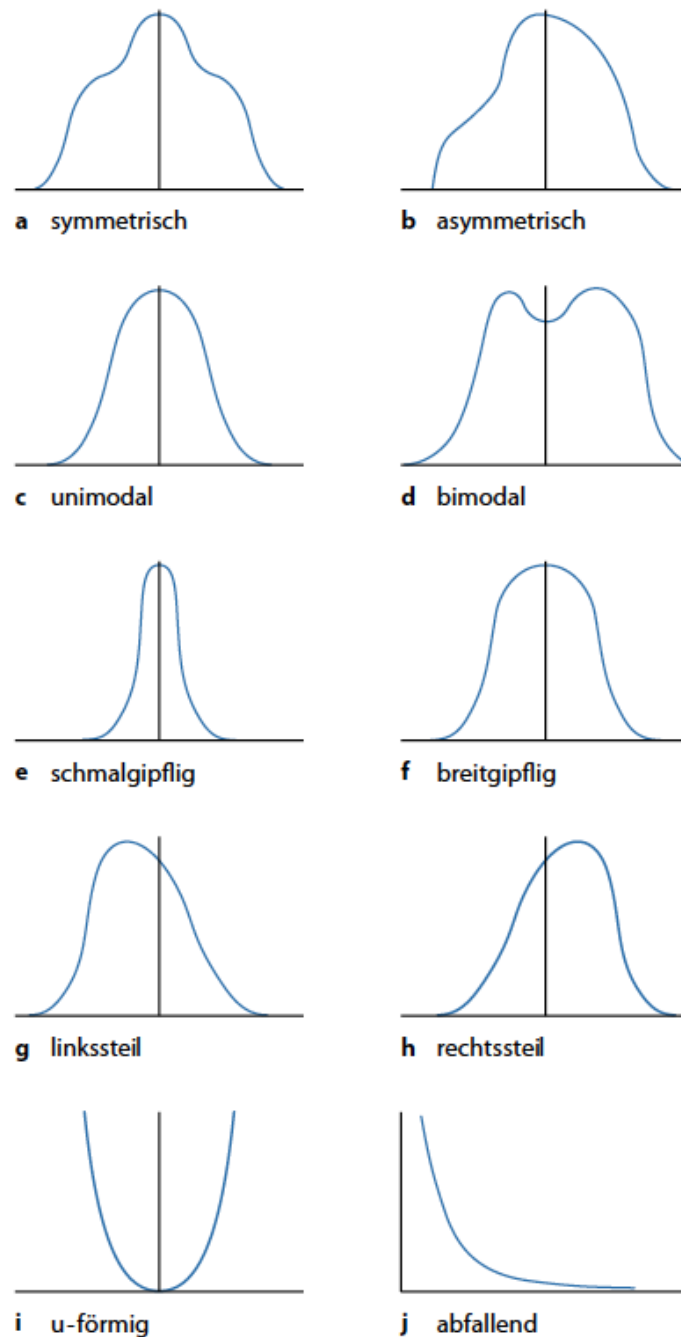 a symmetrisch
b asymmetrisch
c unimodal
d bimodal
e schmalgipflig
f breitgipflig
g linkssteil
h rechtssteil
i u-förmig
j abfallend